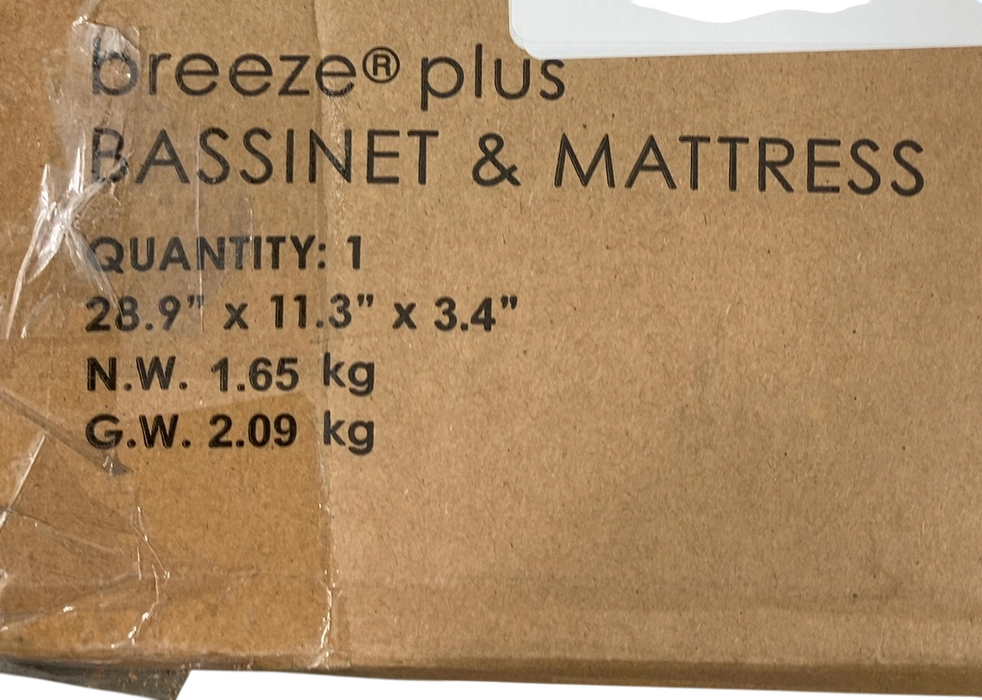 breeze® plus
BASSINET & MATTRESS
QUANTITY: 1
28.9" x 11.3" x 3.4"
N.W. 1.65 kg
G.W. 2.09 kg